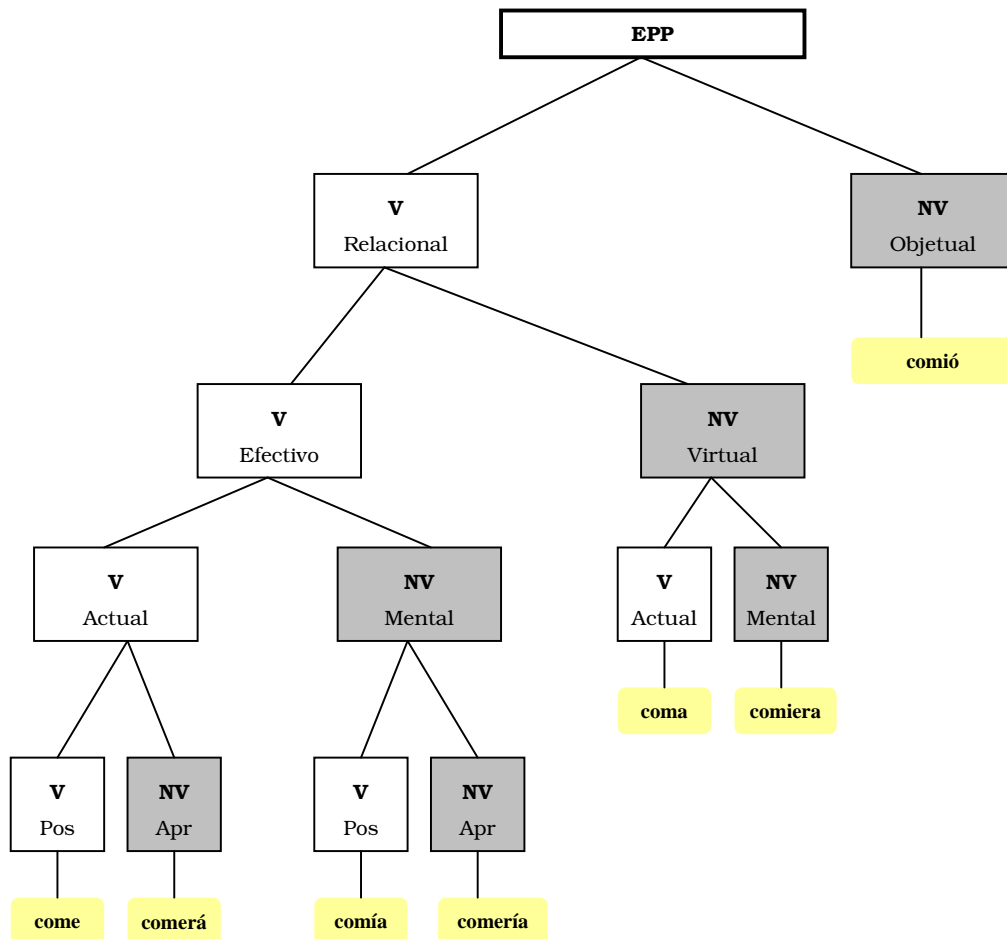 EPP
V
Relacional
NV
Objetual
comió
V
Efectivo
NV
Virtual
V
Actual
NV
Mental
V
Actual
NV
Mental
coma
comiera
V
Pos
NV
Apr
V
Pos
NV
Apr
come
comerá
comía
comería